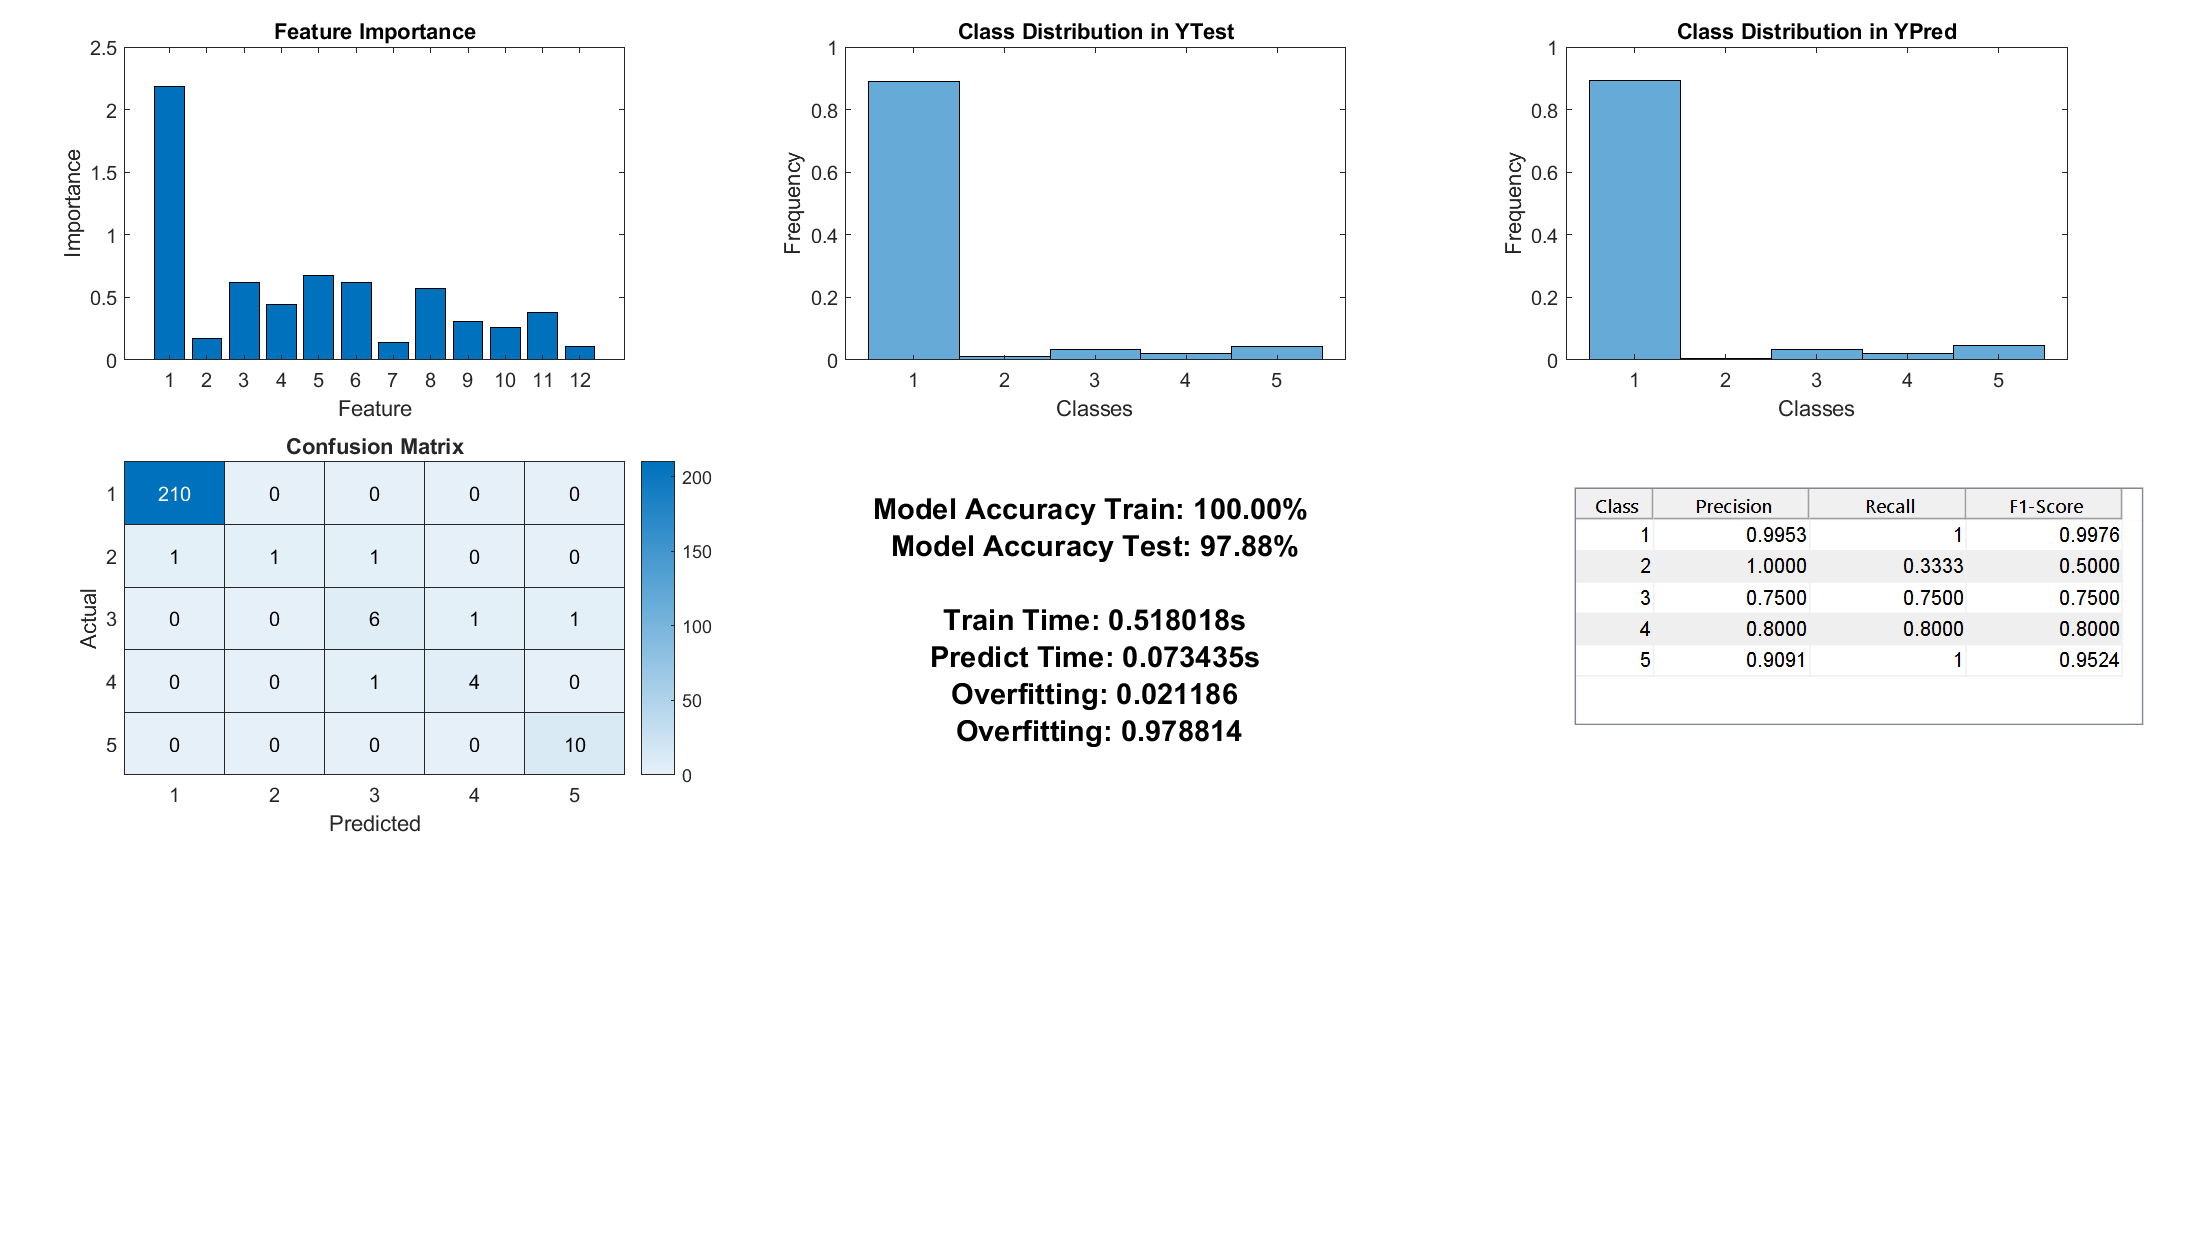 Feature Importance
2.5
2
1.5
1
0.5
0
Importance
1 2 3 4 5 6 7 8 9 10 11 12
Feature
Class Distribution in YTest
1
0.8
0.6
0.4
0.2
0
Frequency
1 2 3 4 5
Classes
Class Distribution in YPred
1
0.8
0.6
0.4
0.2
0
Frequency
1 2 3 4 5
Classes
Confusion Matrix
Actual
1 210 0 0 0 0
2 1 1 1 0 0
3 0 0 6 1 1
4 0 0 1 4 0
5 0 0 0 0 10
1 2 3 4 5
Predicted
200
150
100
50
0
Model Accuracy Train: 100.00%
Model Accuracy Test: 97.88%
Train Time: 0.518018s
Predict Time: 0.073435s
Overfitting: 0.021186
Overfitting: 0.978814
Class Precision Recall F1-Score
1 0.9953 1 0.9976
2 1.0000 0.3333 0.5000
3 0.7500 0.7500 0.7500
4 0.8000 0.8000 0.8000
5 0.9091 1 0.9524